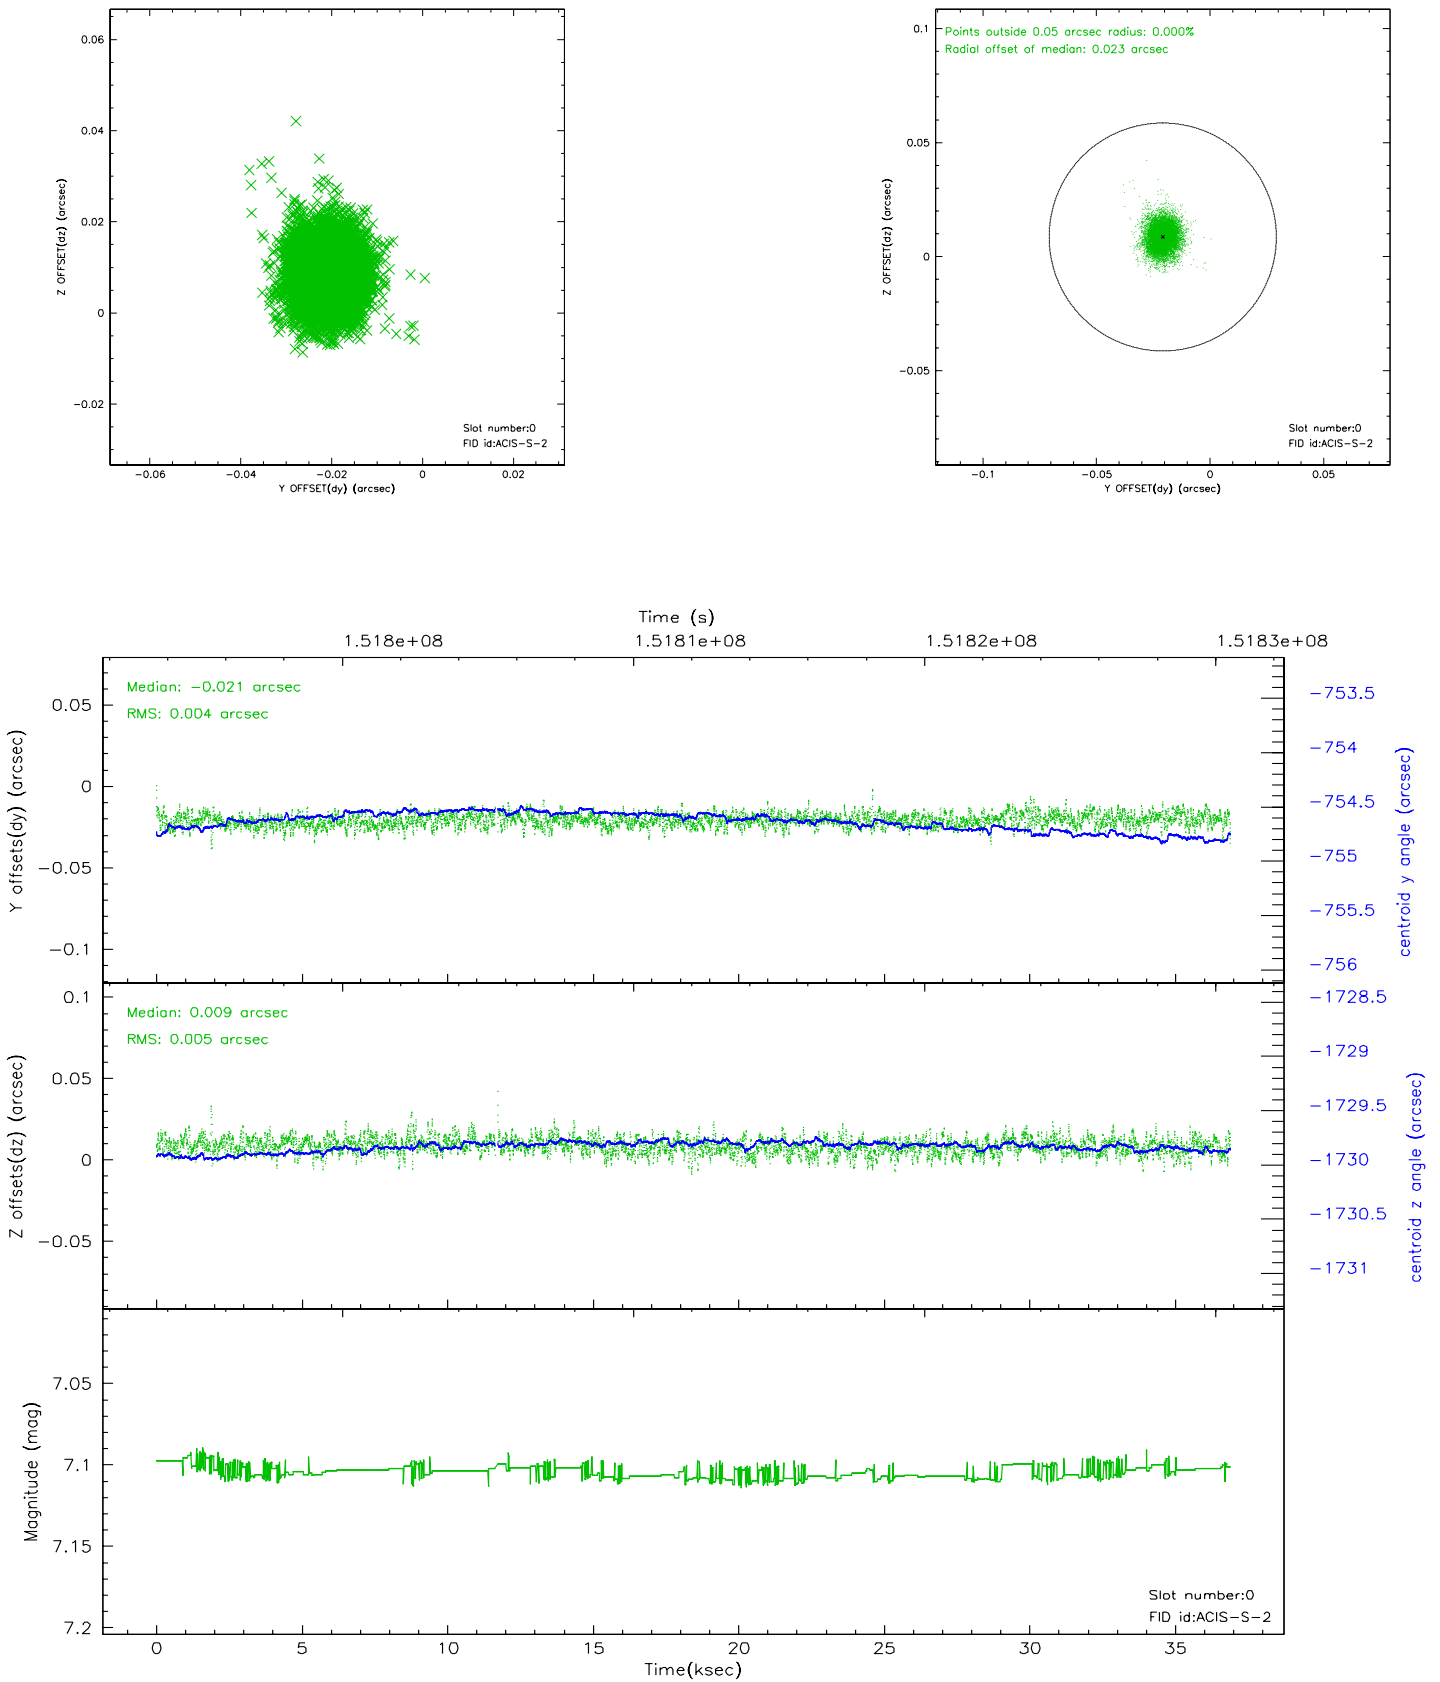 0.06
0.04
0.02
0
−0.02
Z OFFSET(dz) (arcsec)
Slot number:0
FID id:ACIS−S−2
−0.06
−0.04
−0.02
0
0.02
Y OFFSET(dy) (arcsec)
Points outside 0.05 arcsec radius: 0.000%
Radial offset of median: 0.023 arcsec
0.1
0.05
0
−0.05
Z OFFSET(dz) (arcsec)
Slot number:0
FID id:ACIS−S−2
−0.1
−0.05
0
0.05
Y OFFSET(dy) (arcsec)
Time (s)
1.518e+08
1.5181e+08
1.5182e+08
1.5183e+08
Median: −0.021 arcsec
RMS: 0.004 arcsec
0.05
0
−0.05
−0.1
Y offsets(dy) (arcsec)
−753.5
−754
−754.5
−755
−755.5
−756
centroid y angle (arcsec)
Median: 0.009 arcsec
RMS: 0.005 arcsec
0.1
0.05
0
−0.05
Z offsets(dz) (arcsec)
−1728.5
−1729
−1729.5
−1730
−1730.5
−1731
centroid z angle (arcsec)
7.05
7.1
7.15
7.2
Magnitude (mag)
Slot number:0
FID id:ACIS−S−2
0
5
10
15
20
25
30
35
Time(ksec)